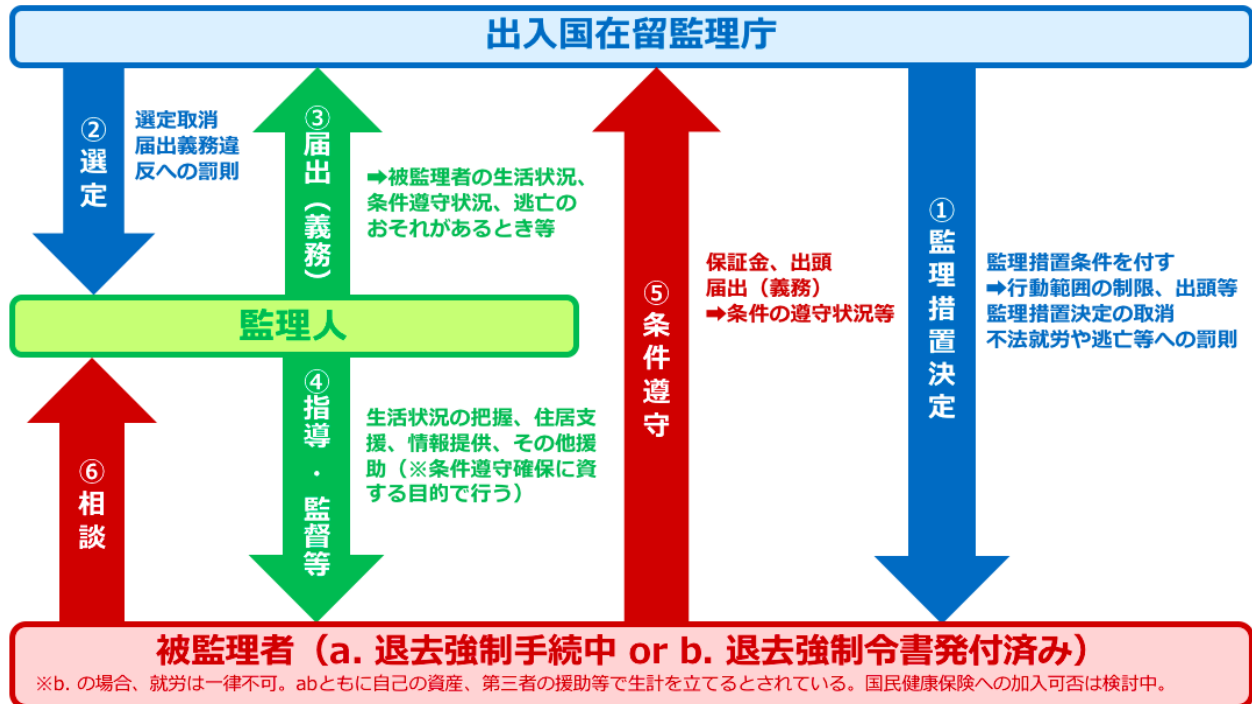 出入国在留監理庁
②選定
選定取消
届出義務違
反への罰則
③届出（義務）
➡被監理者の生活状況、
条件遵守状況、逃亡の
おそれがあるとき等
①監理措置決定
監理措置条件を付す
➡行動範囲の制限、出頭等
監理措置決定の取消
不法就労や逃亡等への罰則
⑤条件遵守
保証金、出頭
届出（義務）
➡条件の遵守状況等
監理人
④指導・監督等
生活状況の把握、住居支
援、情報提供、その他援
助（※条件遵守確保に資
する目的で行う）
⑥相談
被監理者（a. 退去強制手続中 or b. 退去強制令書発付済み）
※b. の場合、就労は一律不可。abともに自己の資産、第三者の援助等で生計を立てるとされている。国民健康保険への加入可否は検討中。